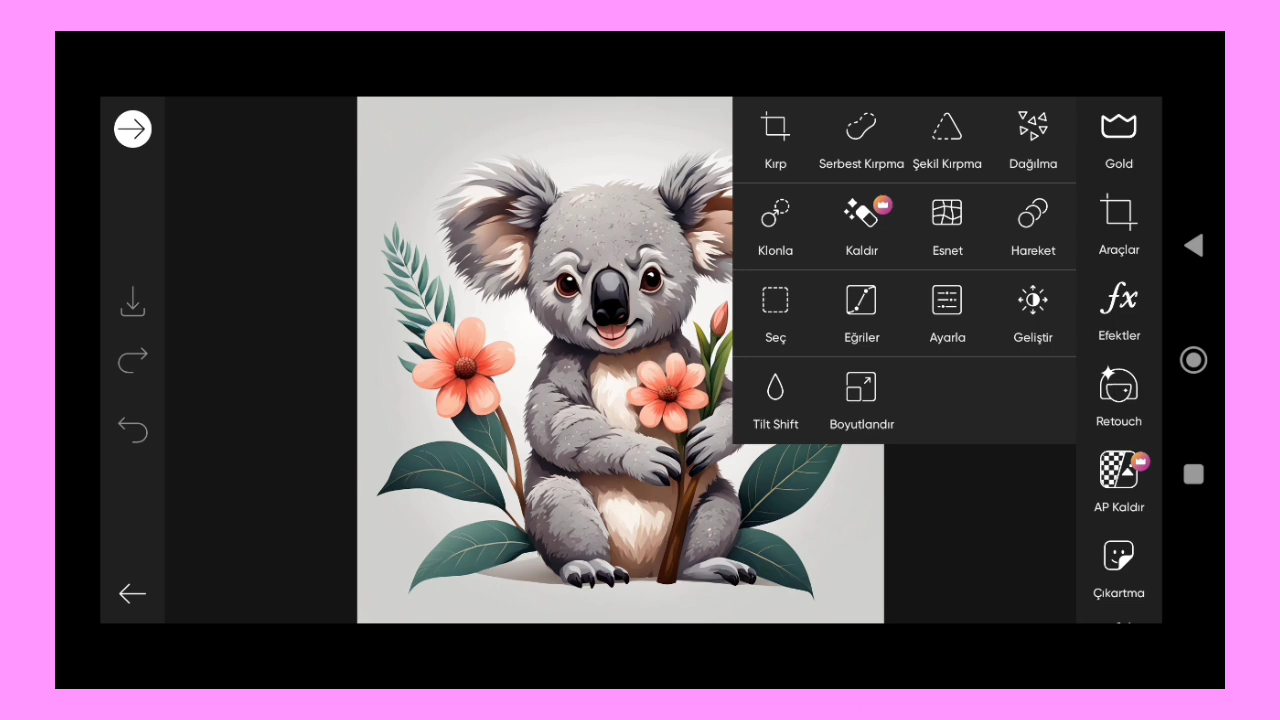 Kırp
Serbest Kırpma
Şekil Kırpma
Dağılma
Gold
Klonla
Kaldır
Esnet
Hareket
Araçlar
Seç
Eğriler
Ayarla
Geliştir
fx
Efektler
Tilt Shift
Boyutlandır
Retouch
AP Kaldır
Çıkartma